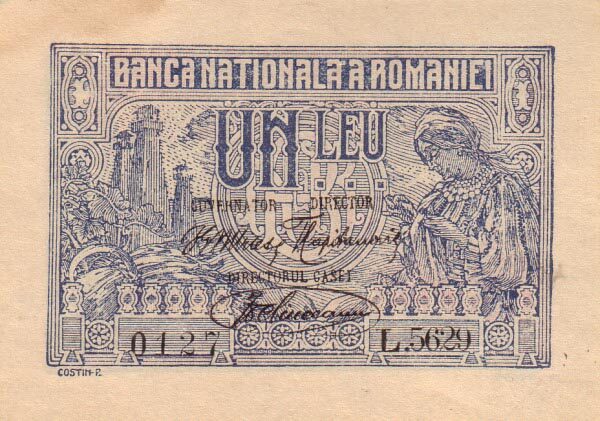 BANCA NATIONALA A ROMANIEI
UN LEU
GUVERNATOR DIRECTOR
DIRECTORUL CASEI
0127 L.5629
COSTIN-P.